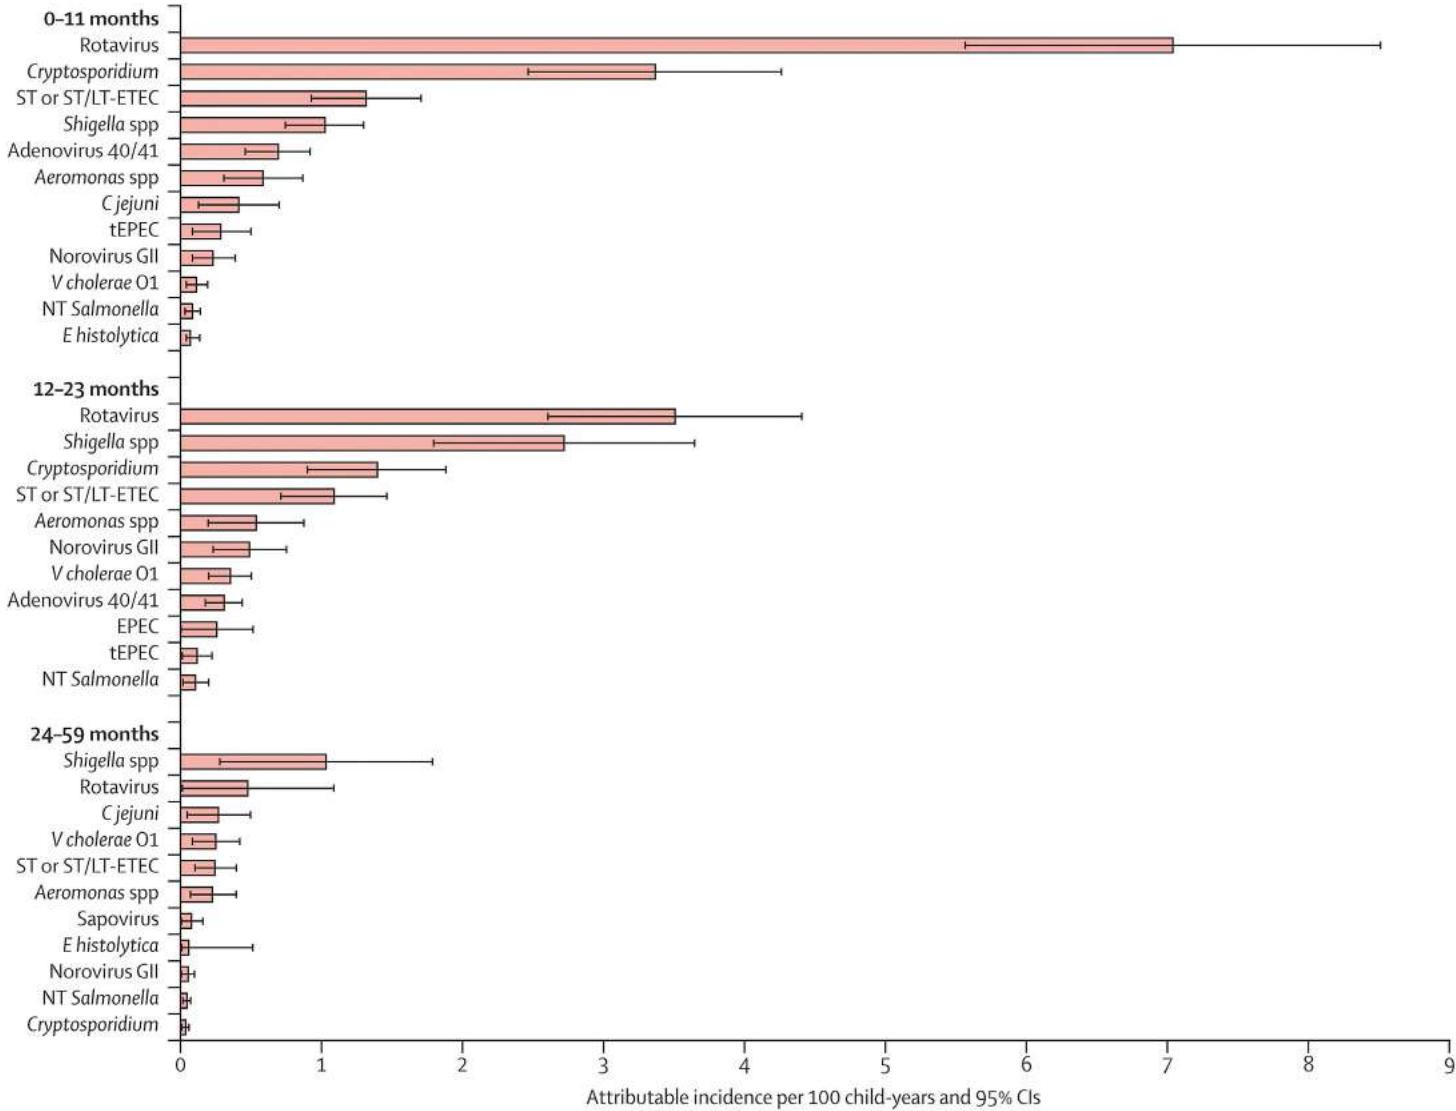 0–11 months
Rotavirus
Cryptosporidium
ST or ST/LT-ETEC
Shigella spp
Adenovirus 40/41
Aeromonas spp
C jejuni
tEPEC
Norovirus GII
V cholerae O1
NT Salmonella
E histolytica
12–23 months
Rotavirus
Shigella spp
Cryptosporidium
ST or ST/LT-ETEC
Aeromonas spp
Norovirus GII
V cholerae O1
Adenovirus 40/41
EPEC
tEPEC
NT Salmonella
24–59 months
Shigella spp
Rotavirus
C jejuni
V cholerae O1
ST or ST/LT-ETEC
Aeromonas spp
Sapovirus
E histolytica
Norovirus GII
NT Salmonella
Cryptosporidium
0 1 2 3 4 5 6 7 8 9
Attributable incidence per 100 child-years and 95% CIs